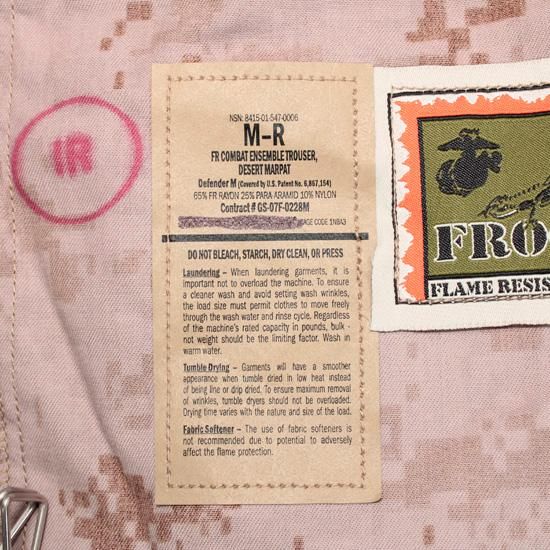 IR
NSN: 8415-01-547-0006
M-R
FR COMBAT ENSEMBLE TROUSER,
DESERT MARPAT
Defender M (Covered by U.S. Patent No. 6,867,154)
65% FR RAYON 25% PARA-ARAMID 10% NYLON
Contract # GS-07F-0228M
CAGE CODE 1NBA3
DO NOT BLEACH, STARCH, DRY CLEAN, OR PRESS
Laundering – When laundering garments, it is
important not to overload the machine. To ensure
a cleaner wash and avoid setting wash wrinkles,
the load size must permit clothes to move freely
through the wash water and rinse cycle. Regardless
of the machine's rated capacity in pounds, bulk -
not weight should be the limiting factor. Wash in
warm water.
Tumble Drying – Garments will have a smoother
appearance when tumble dried in low heat instead
of being line or drip dried. To ensure maximum removal
of wrinkles, tumble dryers should not be overloaded.
Drying time varies with the nature and size of the load.
Fabric Softener – The use of fabric softeners is
not recommended due to potential to adversely
affect the flame protection.
FRO
FLAME RESIS